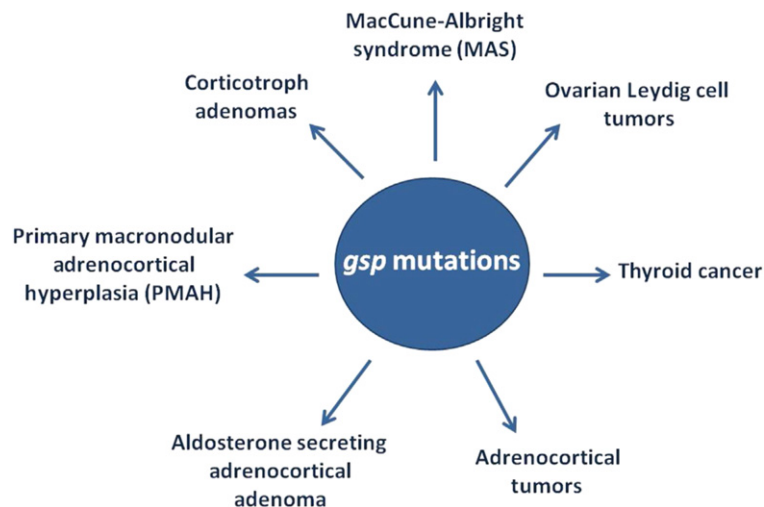 MacCune-Albright
syndrome (MAS)
Corticotroph
adenomas
Ovarian Leydig cell
tumors
Primary macronodular
adrenocortical
hyperplasia (PMAH)
gsp mutations
Thyroid cancer
Aldosterone secreting
adrenocortical
adenoma
Adrenocortical
tumors